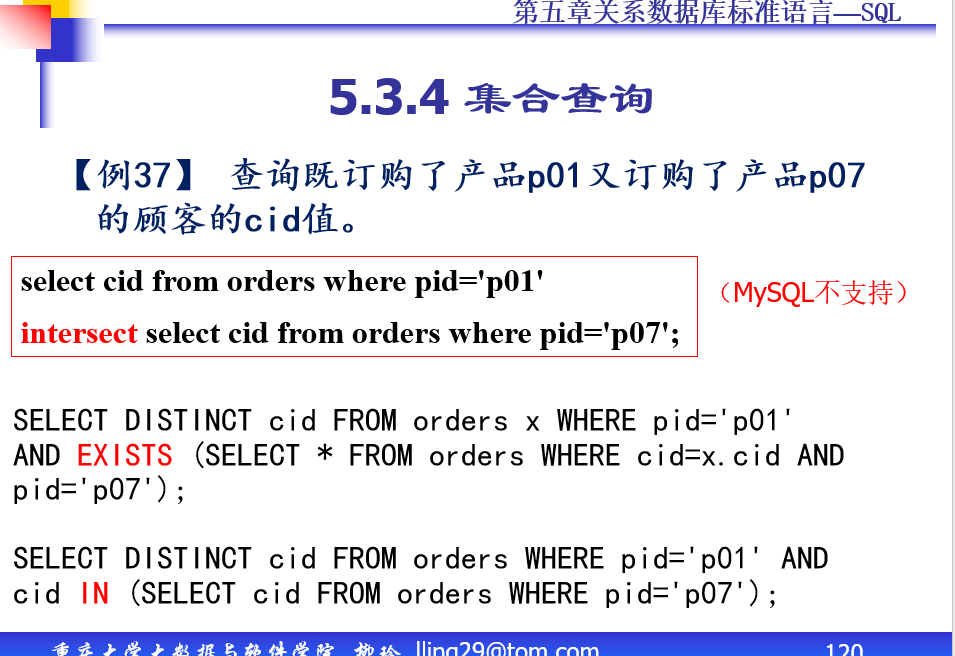 第五章关系数据库标准语言—SQL
5.3.4 集合查询
【例37】 查询既订购了产品p01又订购了产品p07
的顾客的cid值。
select cid from orders where pid='p01'
（MySQL不支持）
intersect select cid from orders where pid='p07';
SELECT DISTINCT cid FROM orders x WHERE pid='p01'
AND EXISTS (SELECT * FROM orders WHERE cid=x.cid AND
pid='p07');
SELECT DISTINCT cid FROM orders WHERE pid='p01' AND
cid IN (SELECT cid FROM orders WHERE pid='p07');
重庆大学大数据与软件学院 柳玲 lling29@tom.com 120